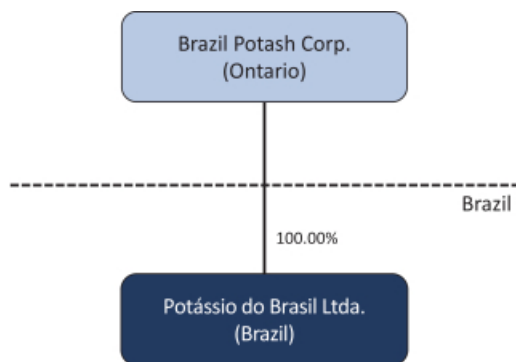 Brazil Potash Corp.
(Ontario)
Brazil
100.00%
Potássio do Brasil Ltda.
(Brazil)